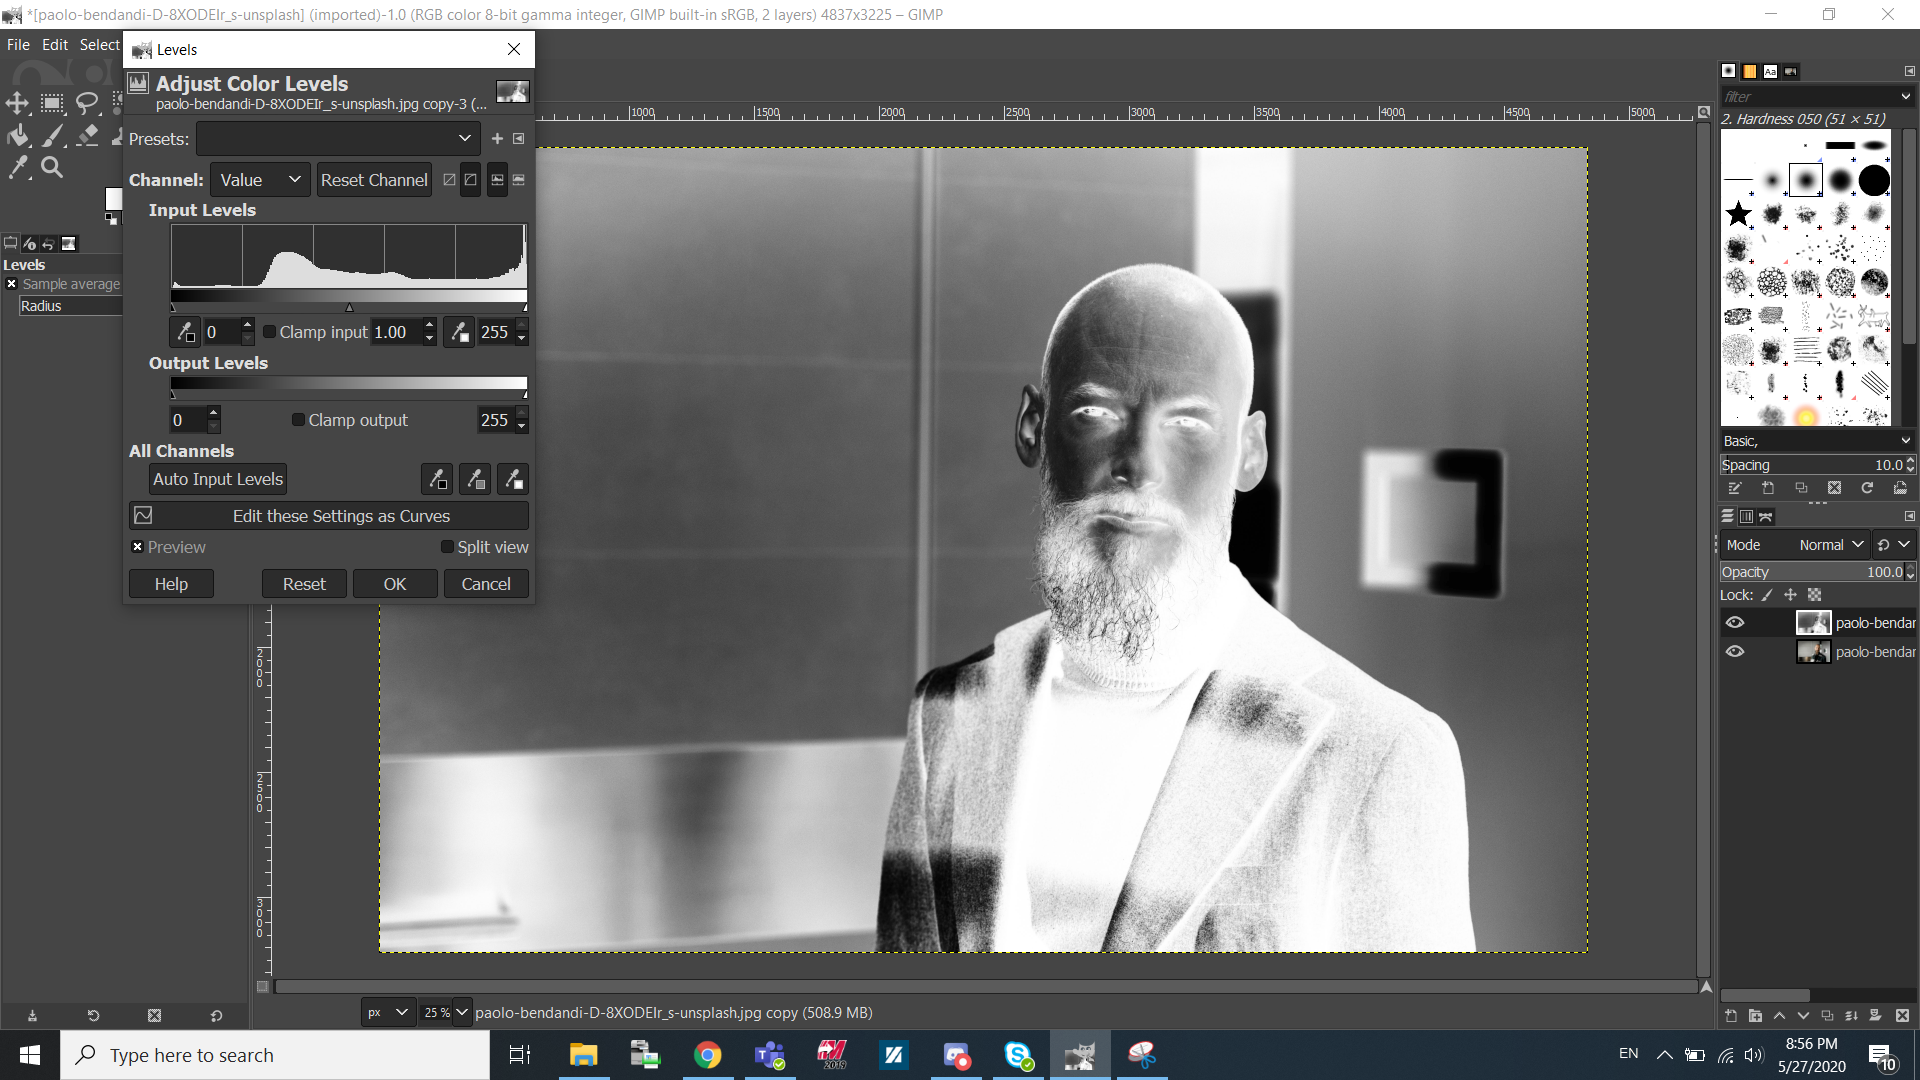 *[paolo-bendandi-D-8XODEIr_s-unsplash] (imported)-1.0 (RGB color 8-bit gamma integer, GIMP built-in sRGB, 2 layers) 4837x3225 – GIMP
File Edit Select
Levels
Adjust Color Levels
paolo-bendandi-D-8XODEIr_s-unsplash.jpg copy-3 (...
Presets:
Channel: Value Reset Channel
Input Levels
0 Clamp input 1.00 255
Output Levels
0 Clamp output 255
All Channels
Auto Input Levels
Edit these Settings as Curves
Preview Split view
Help Reset OK Cancel
Levels
Sample average
Radius
1000 1500 2000 2500 3000 3500 4000 4500 5000
2000
2500
3000
px 25 % paolo-bendandi-D-8XODEIr_s-unsplash.jpg copy (508.9 MB)
Aa
filter
2. Hardness 050 (51 × 51)
Basic,
Spacing 10.0
Mode Normal
Opacity 100.0
Lock:
paolo-bendar
paolo-bendar
Type here to search
2019
EN
8:56 PM
5/27/2020
10